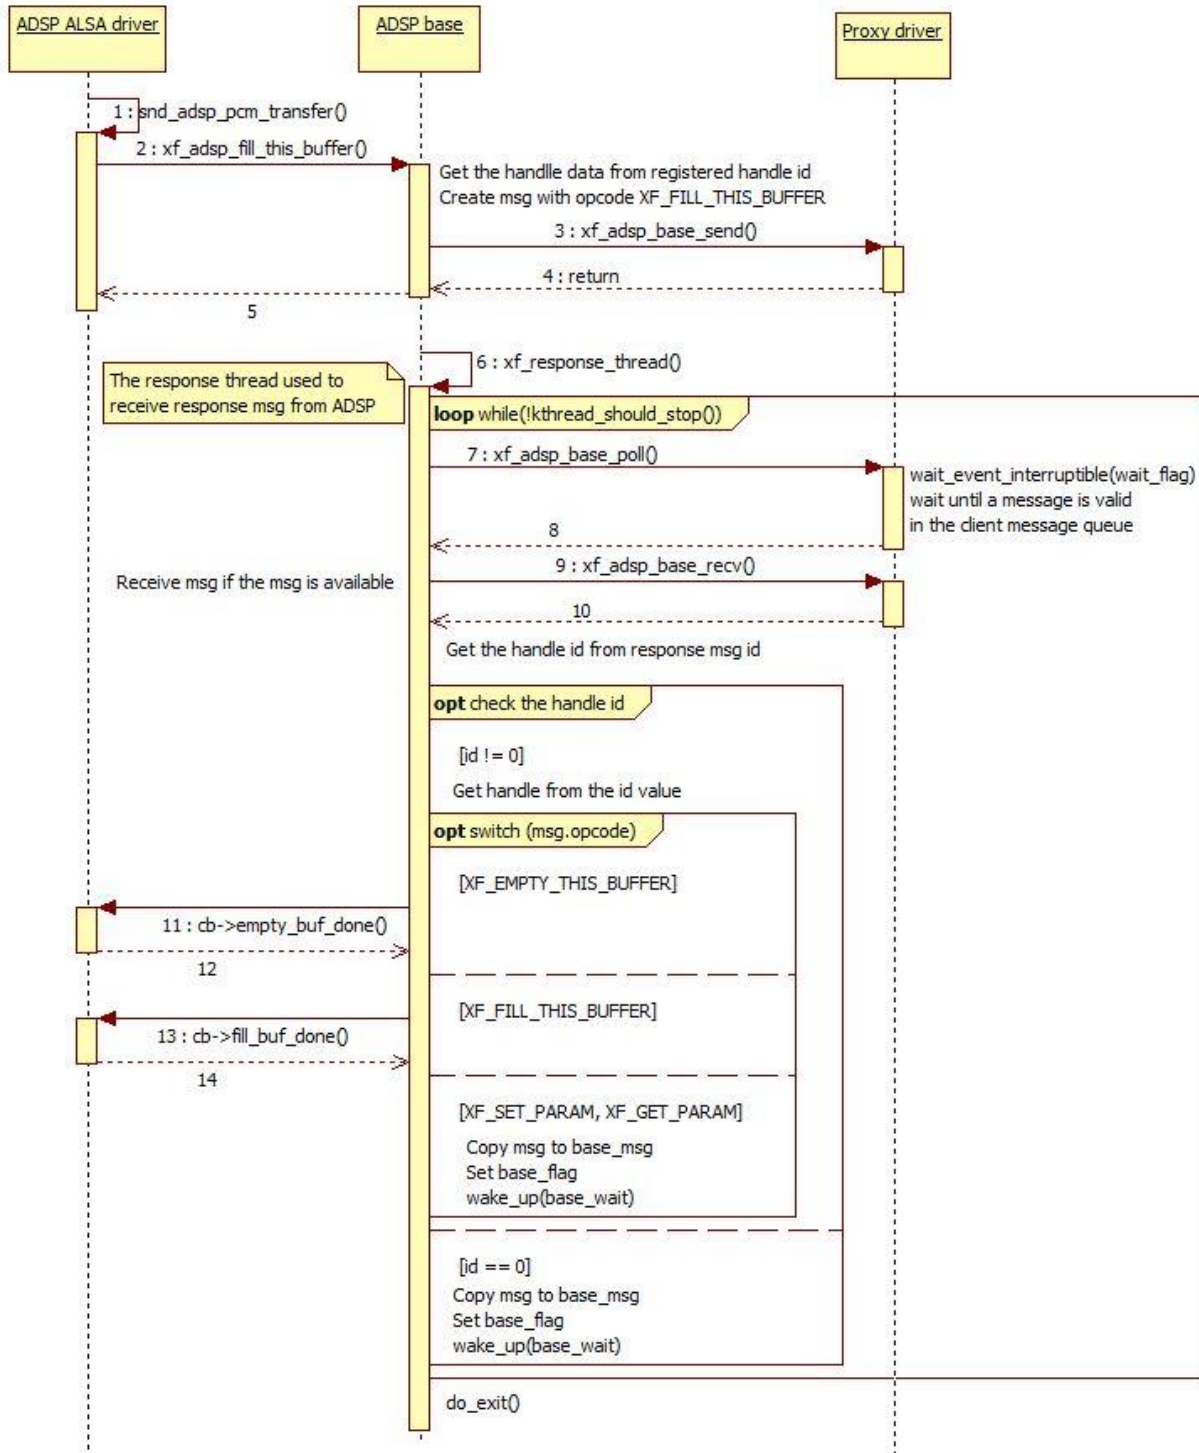 ADSP ALSA driver
ADSP base
Proxy driver
1 : snd_adsp_pcm_transfer()
2 : xf_adsp_fill_this_buffer()
Get the handlle data from registered handle id
Create msg with opcode XF_FILL_THIS_BUFFER
3 : xf_adsp_base_send()
4 : return
5
6 : xf_response_thread()
The response thread used to
receive response msg from ADSP
loop while(!kthread_should_stop())
7 : xf_adsp_base_poll()
wait_event_interruptible(wait_flag)
wait until a message is valid
in the client message queue
8
9 : xf_adsp_base_recv()
Receive msg if the msg is available
10
Get the handle id from response msg id
opt check the handle id
[id != 0]
Get handle from the id value
opt switch (msg.opcode)
[XF_EMPTY_THIS_BUFFER]
11 : cb->empty_buf_done()
12
[XF_FILL_THIS_BUFFER]
13 : cb->fill_buf_done()
14
[XF_SET_PARAM, XF_GET_PARAM]
Copy msg to base_msg
Set base_flag
wake_up(base_wait)
[id == 0]
Copy msg to base_msg
Set base_flag
wake_up(base_wait)
do_exit()